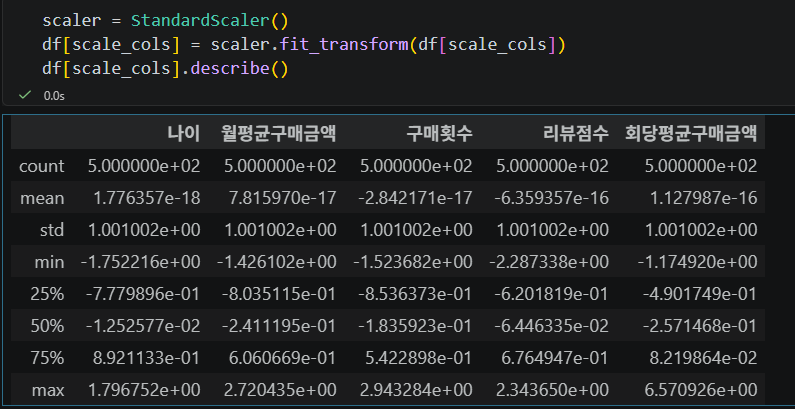 scaler = StandardScaler()
df[scale_cols] = scaler.fit_transform(df[scale_cols])
df[scale_cols].describe()
0.0s
나이 월평균구매금액 구매횟수 리뷰점수 회당평균구매금액
count 5.000000e+02 5.000000e+02 5.000000e+02 5.000000e+02 5.000000e+02
mean 1.776357e-18 7.815970e-17 -2.842171e-17 -6.359357e-16 1.127987e-16
std 1.001002e+00 1.001002e+00 1.001002e+00 1.001002e+00 1.001002e+00
min -1.752216e+00 -1.426102e+00 -1.523682e+00 -2.287338e+00 -1.174920e+00
25% -7.779896e-01 -8.035115e-01 -8.536373e-01 -6.201819e-01 -4.901749e-01
50% -1.252577e-02 -2.411195e-01 -1.835923e-01 -6.446335e-02 -2.571468e-01
75% 8.921133e-01 6.060669e-01 5.422898e-01 6.764947e-01 8.219864e-02
max 1.796752e+00 2.720435e+00 2.943284e+00 2.343650e+00 6.570926e+00